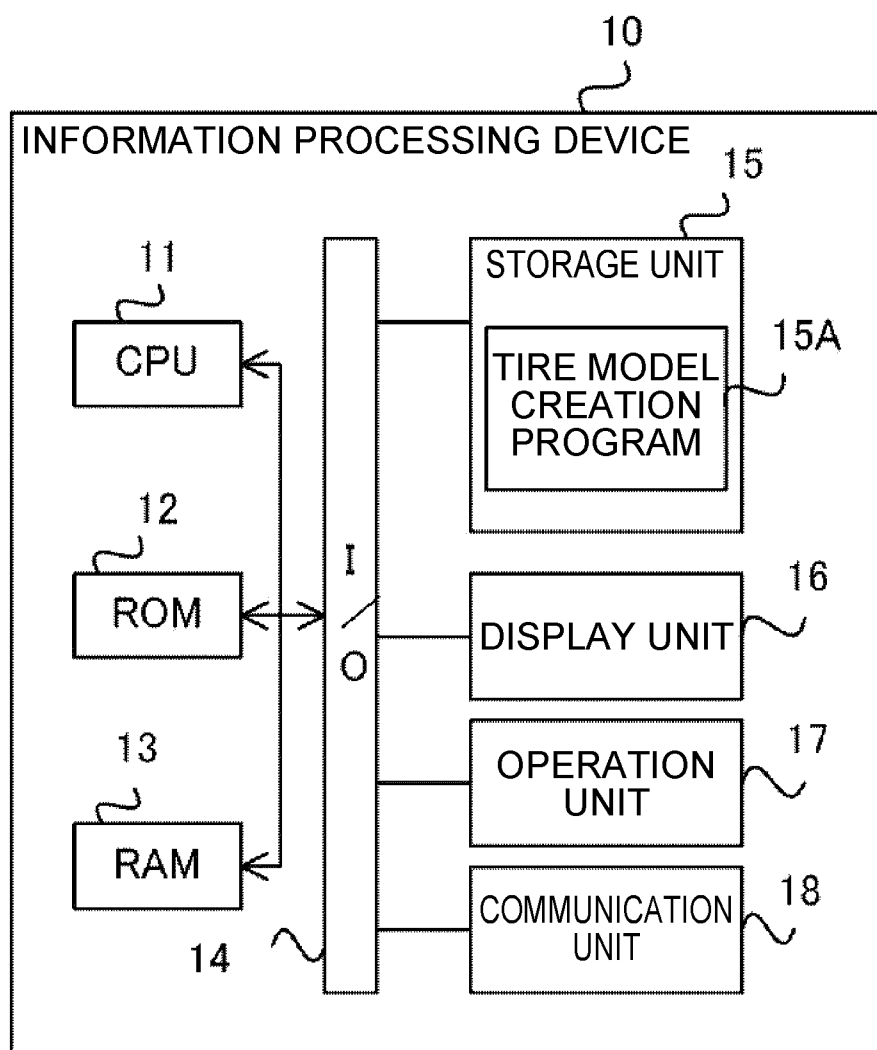 10
INFORMATION PROCESSING DEVICE
11
CPU
12
ROM
13
RAM
14
I/O
15
STORAGE UNIT
15A
TIRE MODEL
CREATION
PROGRAM
16
DISPLAY UNIT
17
OPERATION
UNIT
18
COMMUNICATION
UNIT